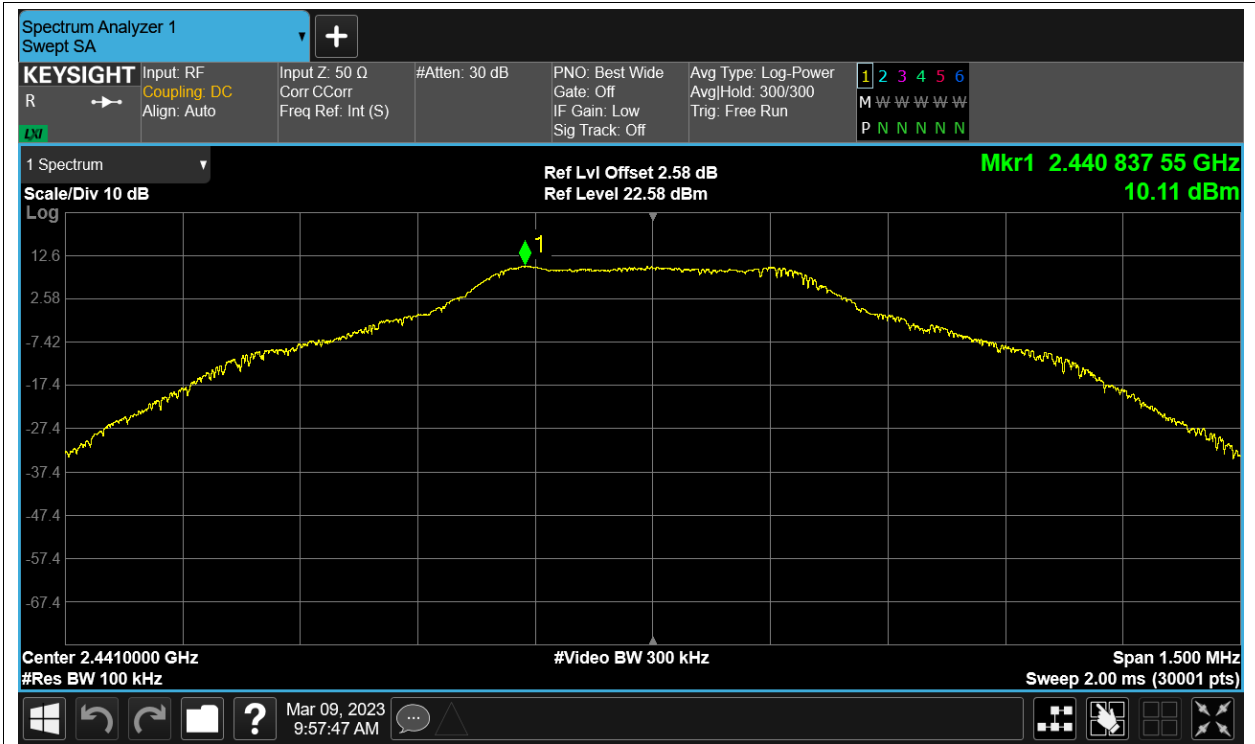 Spectrum Analyzer 1
Swept SA
KEYSIGHT
R
LXI
Input: RF
Coupling: DC
Align: Auto
Input Z: 50 Ω
Corr CCorr
Freq Ref: Int (S)
#Atten: 30 dB
PNO: Best Wide
Gate: Off
IF Gain: Low
Sig Track: Off
Avg Type: Log-Power
Avg|Hold: 300/300
Trig: Free Run
1 2 3 4 5 6
M W W W W W
P N N N N N
1 Spectrum
Scale/Div 10 dB
Log
Ref Lvl Offset 2.58 dB
Ref Level 22.58 dBm
Mkr1 2.440 837 55 GHz
10.11 dBm
1
12.6
2.58
-7.42
-17.4
-27.4
-37.4
-47.4
-57.4
-67.4
Center 2.4410000 GHz
#Res BW 100 kHz
#Video BW 300 kHz
Span 1.500 MHz
Sweep 2.00 ms (30001 pts)
?
Mar 09, 2023
9:57:47 AM